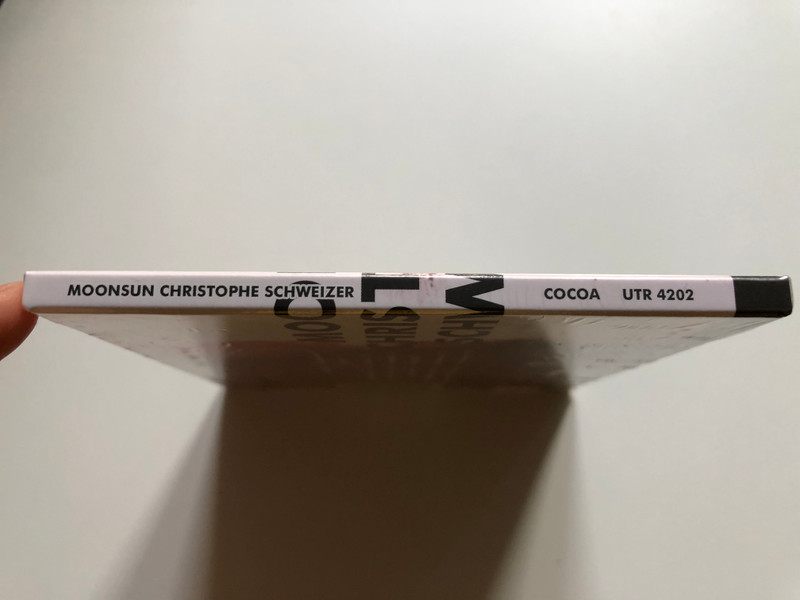 MOONSUN CHRISTOPHE SCHWEIZER COCOA UTR 4202